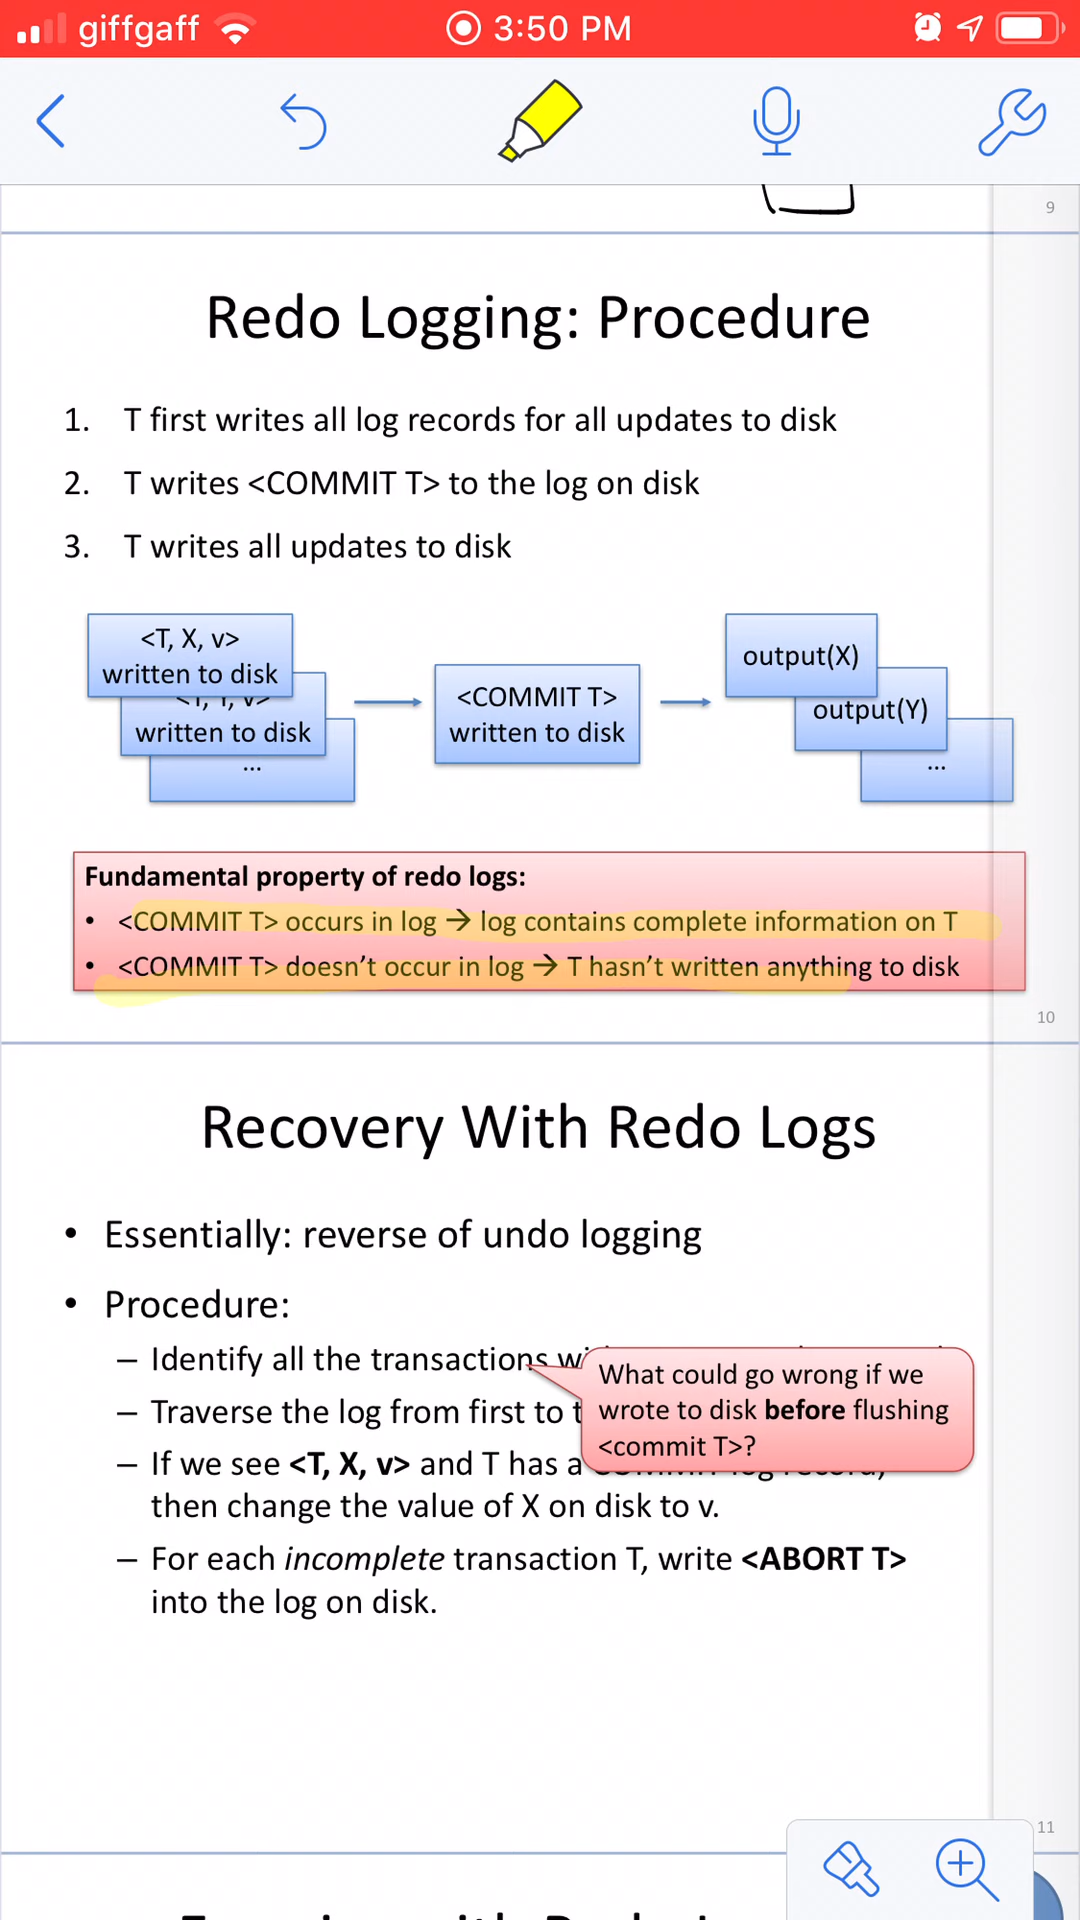 giffgaff
3:50 PM
9
Redo Logging: Procedure
1. T first writes all log records for all updates to disk
2. T writes <COMMIT T> to the log on disk
3. T writes all updates to disk
<T, X, v>
written to disk
written to disk
...
<COMMIT T>
written to disk
output(X)
output(Y)
...
Fundamental property of redo logs:
• <COMMIT T> occurs in log → log contains complete information on T
• <COMMIT T> doesn't occur in log → T hasn't written anything to disk
10
Recovery With Redo Logs
• Essentially: reverse of undo logging
• Procedure:
– Identify all the transactions
What could go wrong if we
wrote to disk before flushing
<commit T>?
– Traverse the log from first to
– If we see <T, X, v> and T has a
then change the value of X on disk to v.
– For each incomplete transaction T, write <ABORT T>
into the log on disk.
11